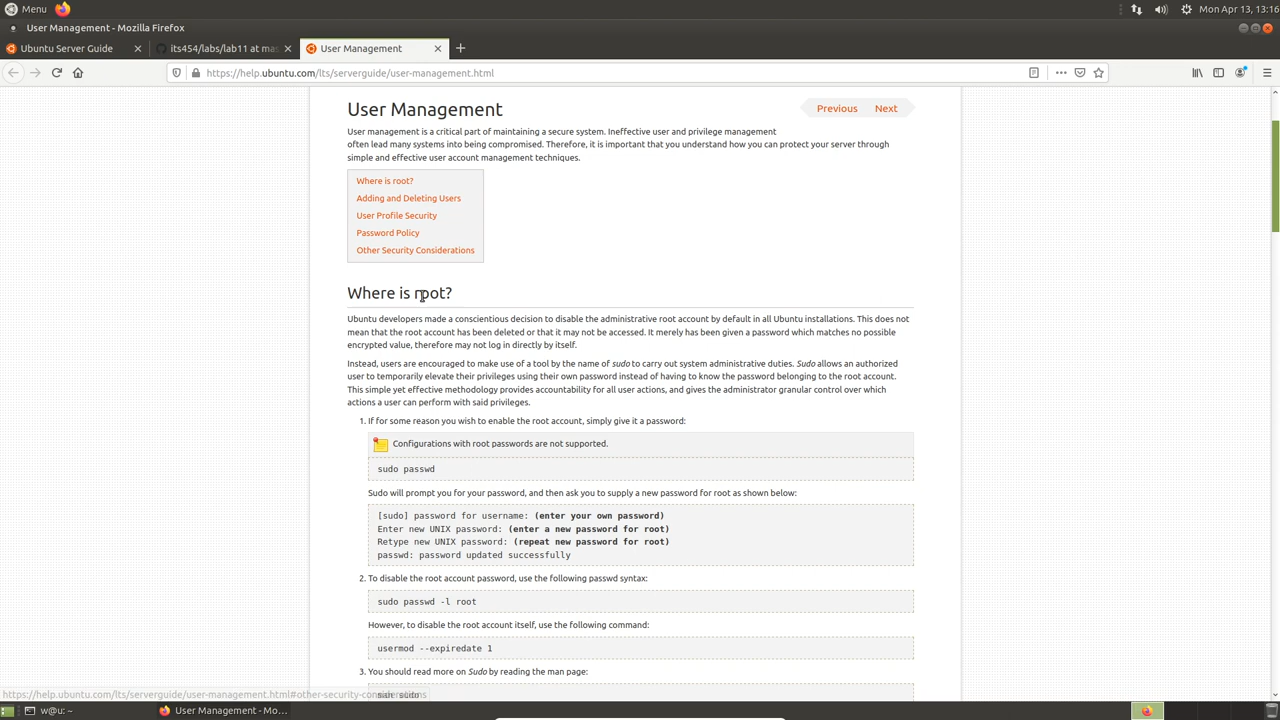 Menu
Mon Apr 13, 13:16
User Management - Mozilla Firefox
Ubuntu Server Guide
its454/labs/lab11 at mas
User Management
https://help.ubuntu.com/lts/serverguide/user-management.html
User Management
Previous Next
User management is a critical part of maintaining a secure system. Ineffective user and privilege management
often lead many systems into being compromised. Therefore, it is important that you understand how you can protect your server through
simple and effective user account management techniques.
Where is root?
Adding and Deleting Users
User Profile Security
Password Policy
Other Security Considerations
Where is root?
Ubuntu developers made a conscientious decision to disable the administrative root account by default in all Ubuntu installations. This does not
mean that the root account has been deleted or that it may not be accessed. It merely has been given a password which matches no possible
encrypted value, therefore may not log in directly by itself.
Instead, users are encouraged to make use of a tool by the name of sudo to carry out system administrative duties. Sudo allows an authorized
user to temporarily elevate their privileges using their own password instead of having to know the password belonging to the root account.
This simple yet effective methodology provides accountability for all user actions, and gives the administrator granular control over which
actions a user can perform with said privileges.
1. If for some reason you wish to enable the root account, simply give it a password:
Configurations with root passwords are not supported.
sudo passwd
Sudo will prompt you for your password, and then ask you to supply a new password for root as shown below:
[sudo] password for username: (enter your own password)
Enter new UNIX password: (enter a new password for root)
Retype new UNIX password: (repeat new password for root)
passwd: password updated successfully
2. To disable the root account password, use the following passwd syntax:
sudo passwd -l root
However, to disable the root account itself, use the following command:
usermod --expiredate 1
3. You should read more on Sudo by reading the man page:
man sudo
https://help.ubuntu.com/lts/serverguide/user-management.html#other-security-considerations
w@u: ~
User Management - Mo...